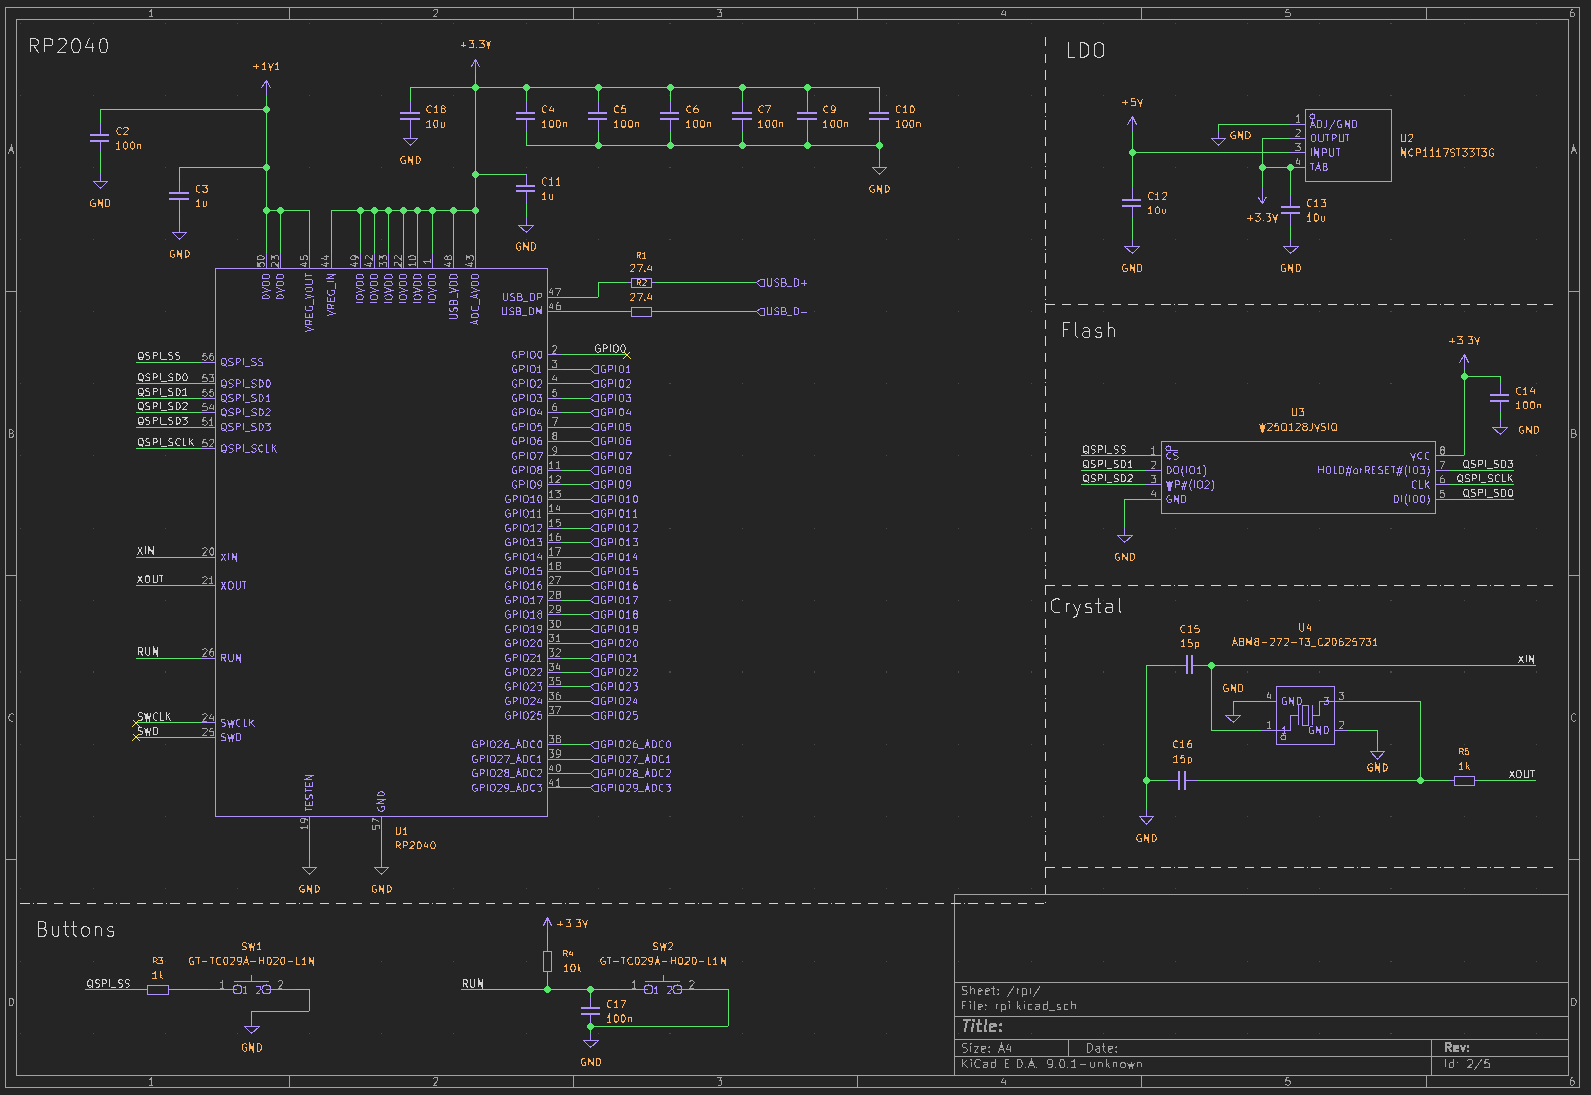 1 2 3 4 5 6
RP2040
+1V1
+3.3V
C2
100n
GND
C3
1u
GND
C18
10u
GND
C4
100n
C5
100n
C6
100n
C7
100n
C9
100n
C10
100n
GND
C11
1u
GND
50 23 45 44 49 42 33 22 10 1 48 43
DVDD DVDD VREG_VOUT VREG_IN IOVDD IOVDD IOVDD IOVDD IOVDD IOVDD USB_VDD ADC_AVDD
R1
27.4
R2
27.4
USB_DP 47 USB_D+
USB_DM 46 USB_D-
QSPI_SS 56 QSPI_SS
QSPI_SD0 53 QSPI_SD0
QSPI_SD1 55 QSPI_SD1
QSPI_SD2 54 QSPI_SD2
QSPI_SD3 51 QSPI_SD3
QSPI_SCLK 52 QSPI_SCLK
XIN 20 XIN
XOUT 21 XOUT
RUN 26 RUN
SWCLK 24 SWCLK
SWD 25 SWD
GPIO0 2 GPIO0
GPIO1 3 GPIO1
GPIO2 4 GPIO2
GPIO3 5 GPIO3
GPIO4 6 GPIO4
GPIO5 7 GPIO5
GPIO6 8 GPIO6
GPIO7 9 GPIO7
GPIO8 11 GPIO8
GPIO9 12 GPIO9
GPIO10 13 GPIO10
GPIO11 14 GPIO11
GPIO12 15 GPIO12
GPIO13 16 GPIO13
GPIO14 17 GPIO14
GPIO15 18 GPIO15
GPIO16 27 GPIO16
GPIO17 28 GPIO17
GPIO18 29 GPIO18
GPIO19 30 GPIO19
GPIO20 31 GPIO20
GPIO21 32 GPIO21
GPIO22 34 GPIO22
GPIO23 35 GPIO23
GPIO24 36 GPIO24
GPIO25 37 GPIO25
GPIO26_ADC0 38 GPIO26_ADC0
GPIO27_ADC1 39 GPIO27_ADC1
GPIO28_ADC2 40 GPIO28_ADC2
GPIO29_ADC3 41 GPIO29_ADC3
TESTEN GND
19 57
U1
RP2040
GND GND
LDO
+5V
C12
10u
GND
GND
1 ADJ/GND
2 OUTPUT
3 INPUT
4 TAB
U2
NCP1117ST33T3G
+3.3V
C13
10u
GND
Flash
+3.3V
C14
100n
GND
U3
W25Q128JVSIQ
QSPI_SS 1 CS
QSPI_SD1 2 DO(IO1)
QSPI_SD2 3 WP#(IO2)
4 GND
VCC 8
HOLD#orRESET#(IO3) 7 QSPI_SD3
CLK 6 QSPI_SCLK
DI(IO0) 5 QSPI_SD0
GND
Crystal
C15
15p
U4
ABM8-272-T3_C20625731
XIN
GND
4 GND 3 3
1 1 GND 2
GND
C16
15p
R5
1k
XOUT
GND
Buttons
SW1
GT-TC029A-H020-L1N
R3
1k
QSPI_SS
1 1 2 2
GND
+3.3V
R4
10k
SW2
GT-TC029A-H020-L1N
RUN
1 1 2 2
C17
100n
GND
Sheet: /rpi/
File: rpi.kicad_sch
Title:
Size: A4 Date: Rev:
KiCad E.D.A. 9.0.1-unknown Id: 2/5
A A
B B
C C
D D
1 2 3 4 5 6